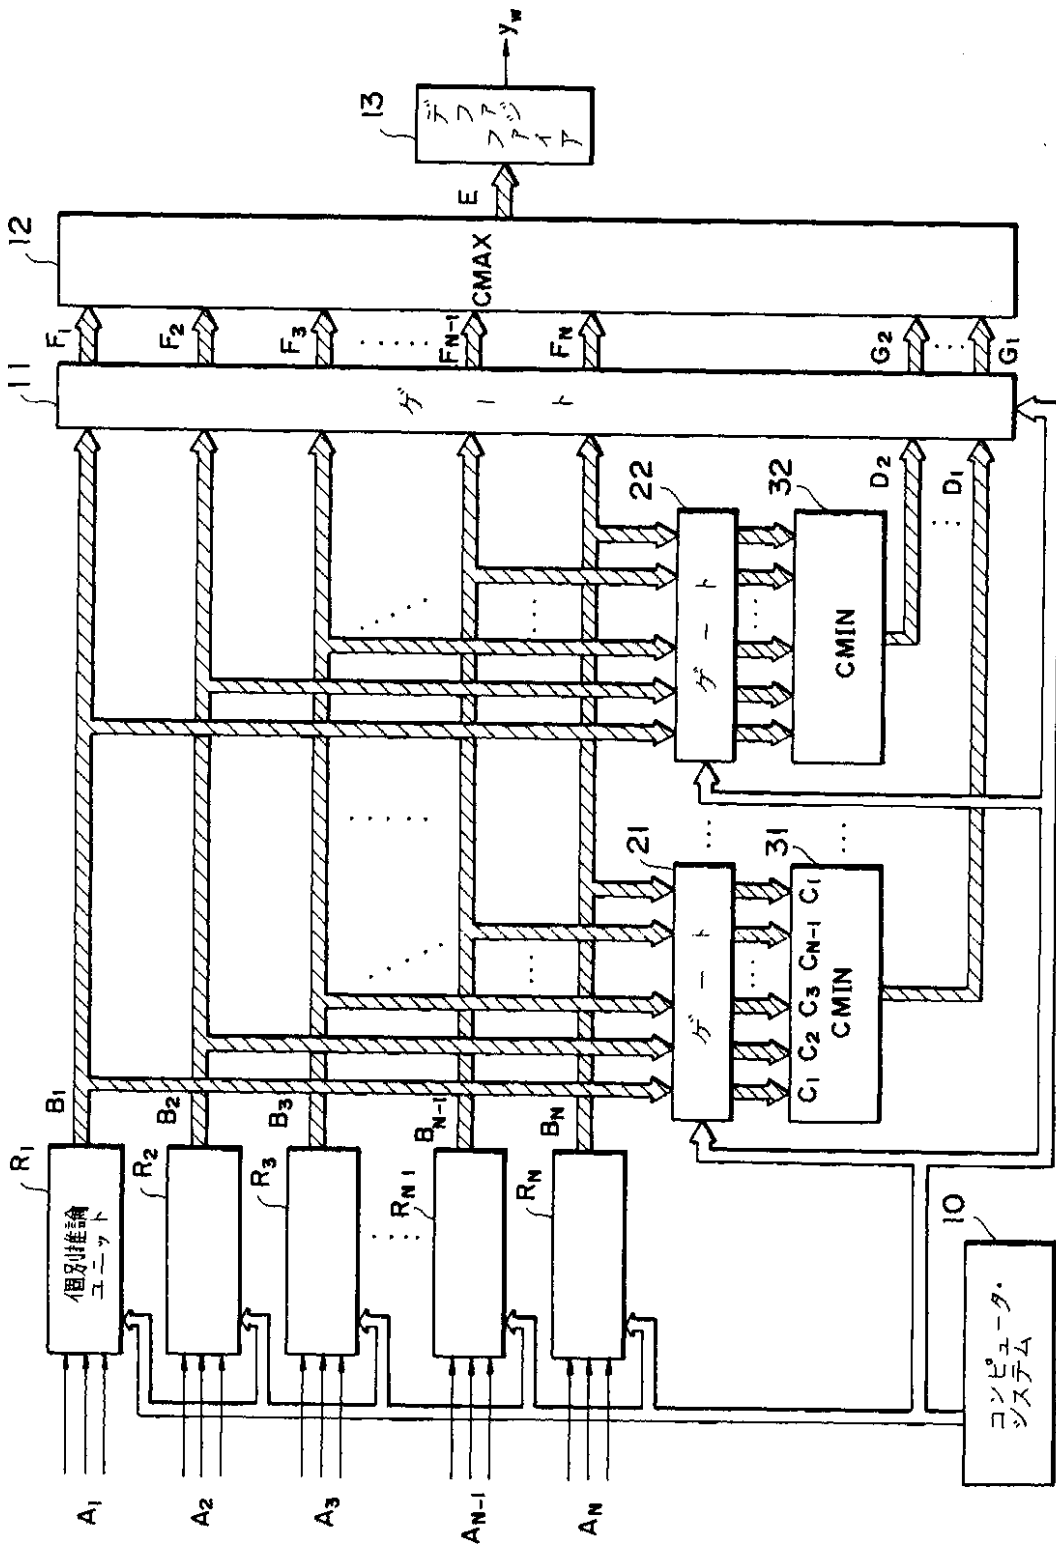 A1
A2
A3
AN-1
AN
R1
個別推論
ユニット
R2
R3
RN 1
RN
B1
B2
B3
BN-1
BN
10
コンピュータ・
システム
21
ゲート
31
C1 C2 C3 CN-1 C1
CMIN
22
ゲート
32
CMIN
D2
D1
11
ゲート
F1
F2
F3
FN-1
FN
G2
G1
12
CMAX
E
13
デファジ
ファイア
yw